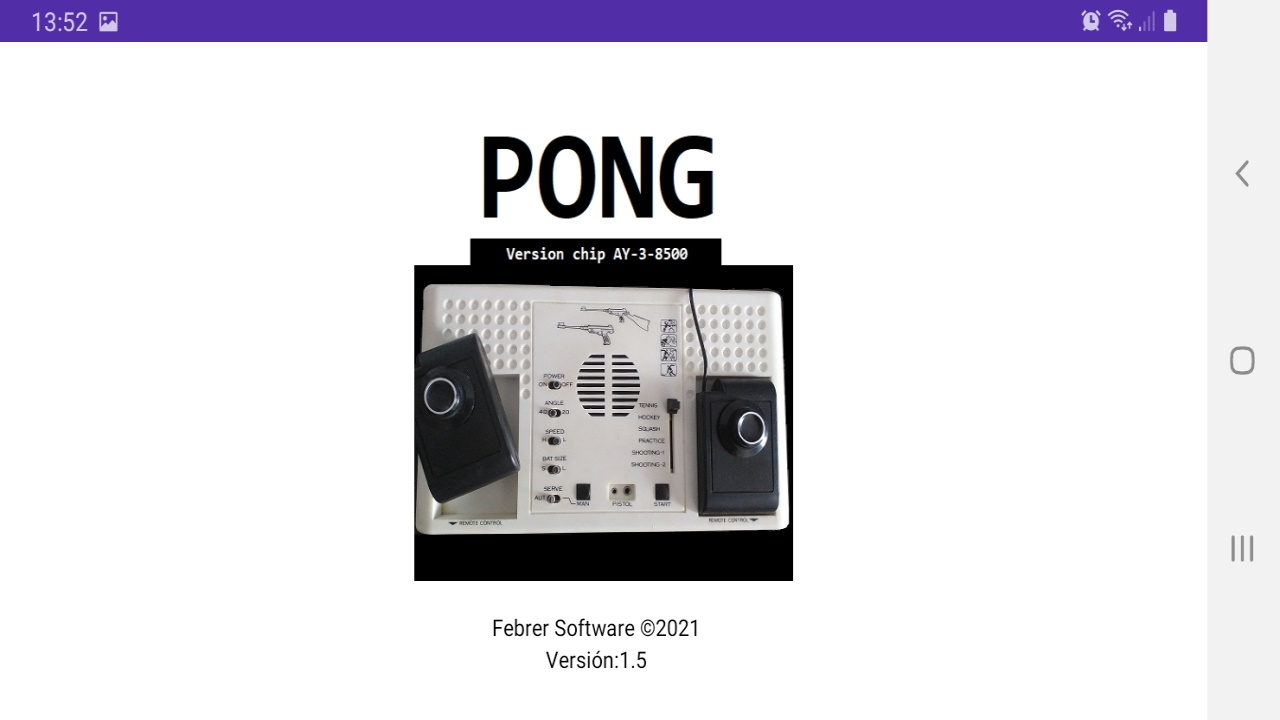 13:52
PONG
Version chip AY-3-8500
POWER
ON OFF
ANGLE
40 20
SPEED
H L
BAT SIZE
S L
SERVE
AUT
MAN
PISTOL
START
TENNIS
HOCKEY
SQUASH
PRACTICE
SHOOTING-1
SHOOTING-2
REMOTE CONTROL
REMOTE CONTROL
Febrer Software ©2021
Versión:1.5